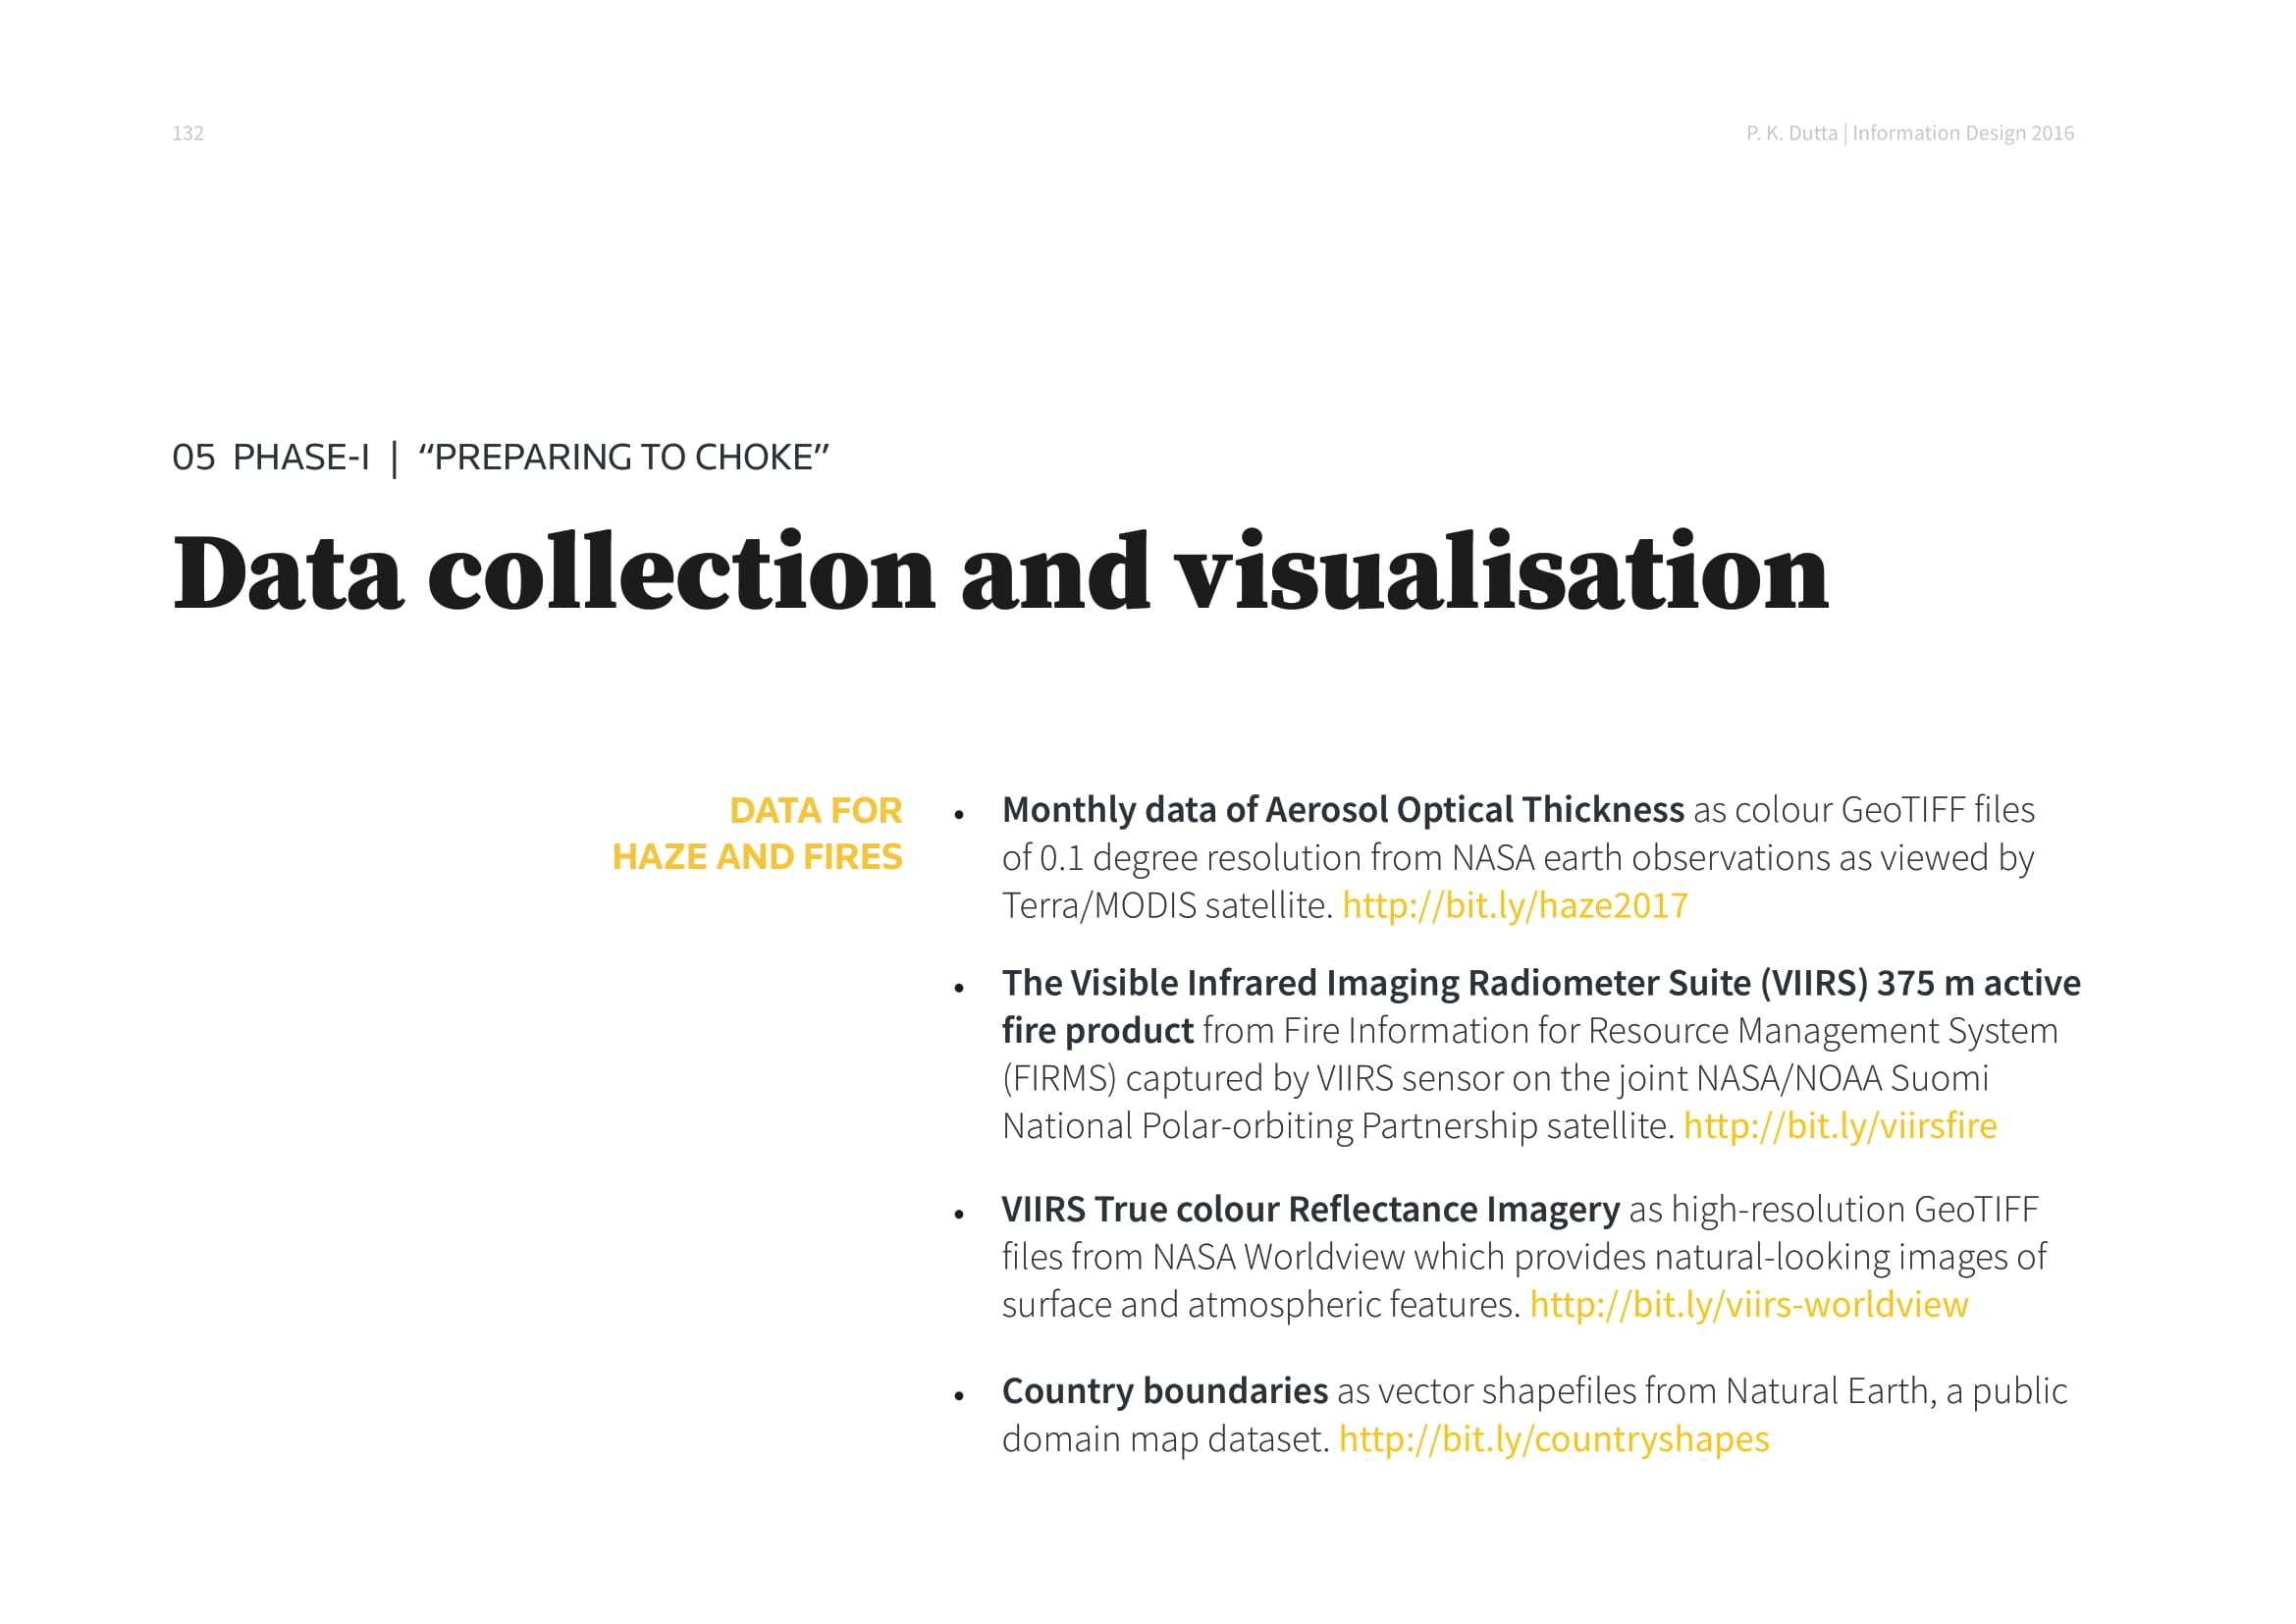 132
P. K. Dutta | Information Design 2016
05 PHASE-I | “PREPARING TO CHOKE”
Data collection and visualisation
DATA FOR
HAZE AND FIRES
• Monthly data of Aerosol Optical Thickness as colour GeoTIFF files
of 0.1 degree resolution from NASA earth observations as viewed by
Terra/MODIS satellite. http://bit.ly/haze2017
• The Visible Infrared Imaging Radiometer Suite (VIIRS) 375 m active
fire product from Fire Information for Resource Management System
(FIRMS) captured by VIIRS sensor on the joint NASA/NOAA Suomi
National Polar-orbiting Partnership satellite. http://bit.ly/viirsfire
• VIIRS True colour Reflectance Imagery as high-resolution GeoTIFF
files from NASA Worldview which provides natural-looking images of
surface and atmospheric features. http://bit.ly/viirs-worldview
• Country boundaries as vector shapefiles from Natural Earth, a public
domain map dataset. http://bit.ly/countryshapes